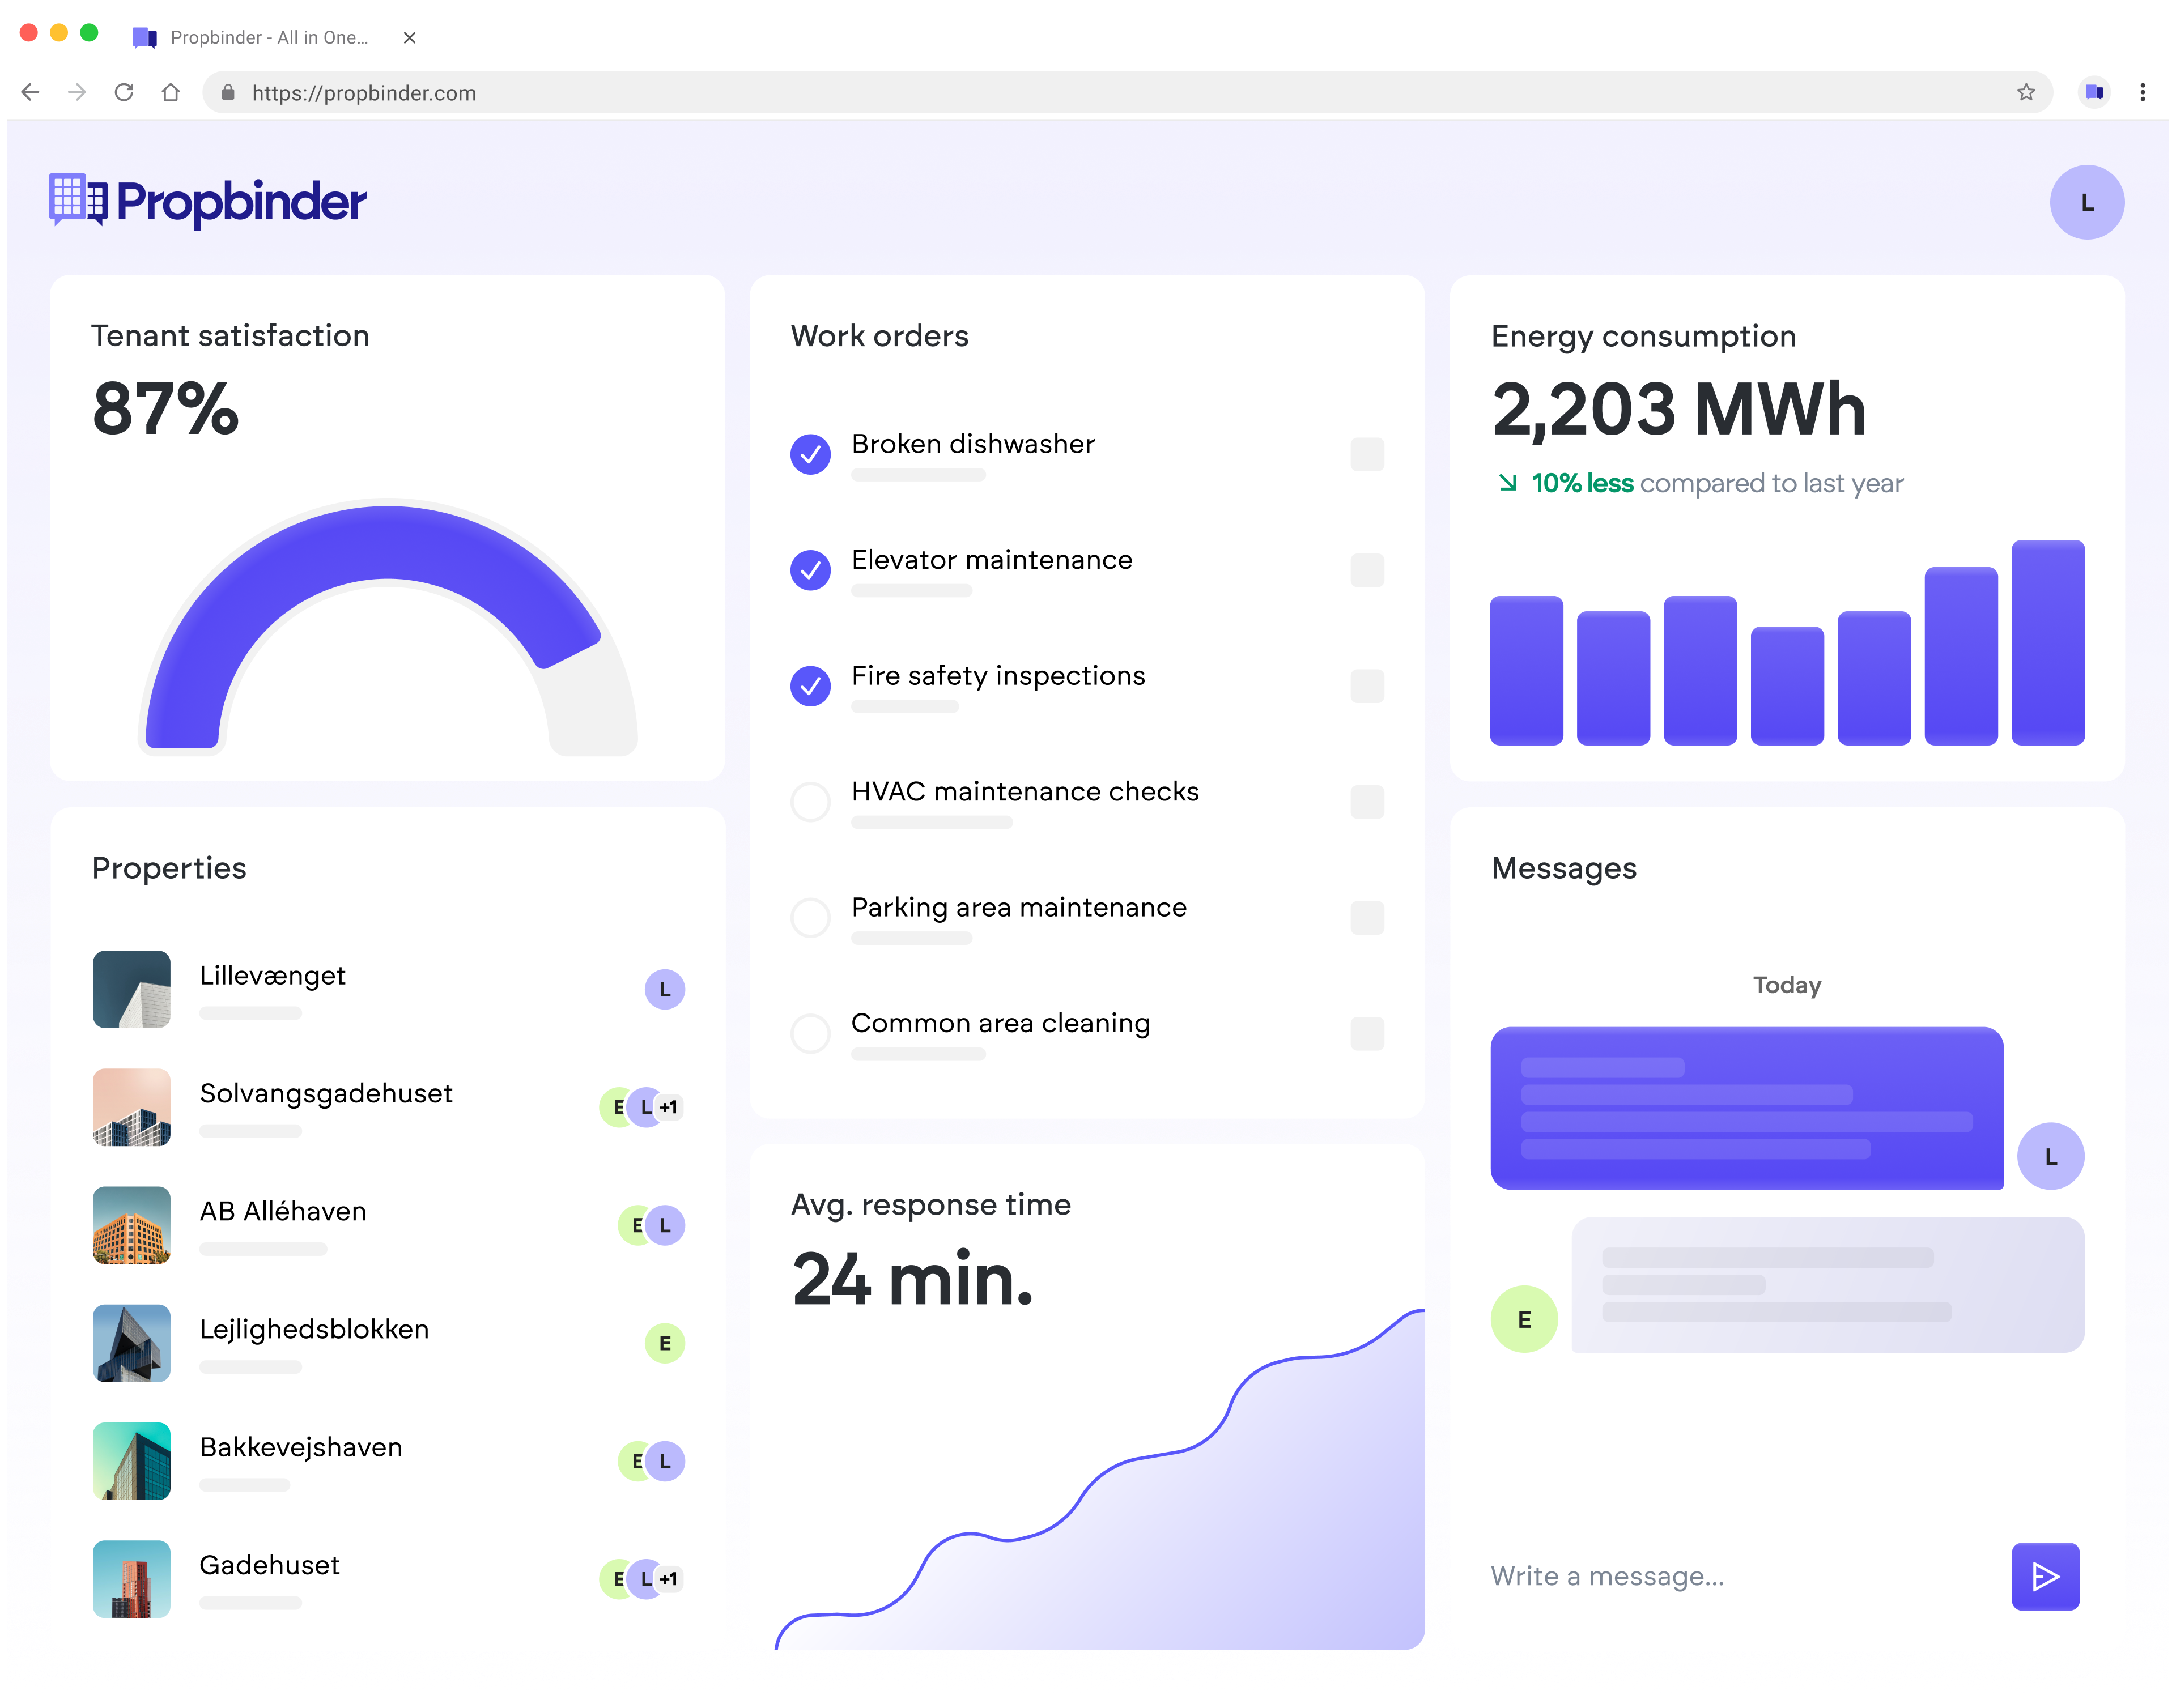 Propbinder - All in One...
https://propbinder.com
Propbinder
L
Tenant satisfaction
87%
Work orders
Broken dishwasher
Elevator maintenance
Fire safety inspections
HVAC maintenance checks
Parking area maintenance
Common area cleaning
Energy consumption
2,203 MWh
10% less compared to last year
Properties
Lillevænget
L
Solvangsgadehuset
E L +1
AB Alléhaven
E L
Lejlighedsblokken
E
Bakkevejshaven
E L
Gadehuset
E L +1
Avg. response time
24 min.
Messages
Today
L
E
Write a message...